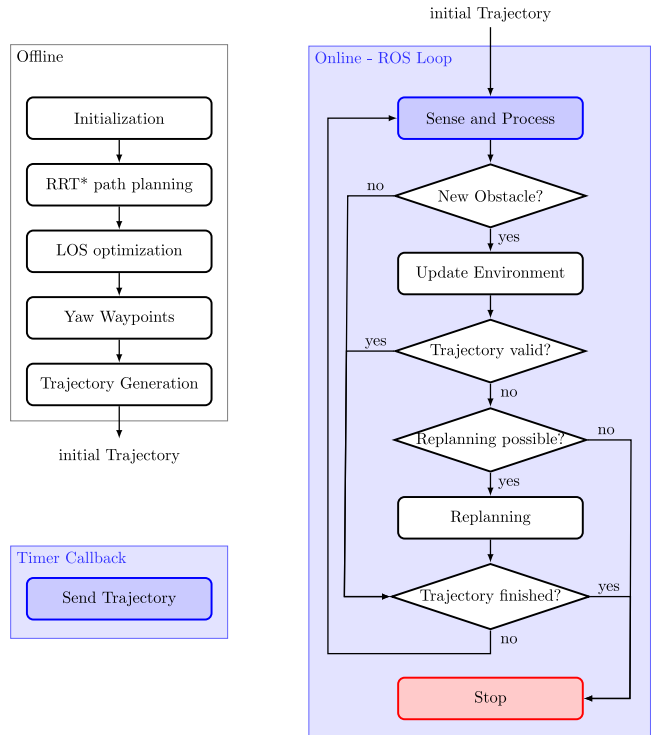 Offline
Initialization
RRT* path planning
LOS optimization
Yaw Waypoints
Trajectory Generation
initial Trajectory
Timer Callback
Send Trajectory
initial Trajectory
Online - ROS Loop
Sense and Process
New Obstacle?
no
yes
Update Environment
Trajectory valid?
yes
no
Replanning possible?
no
yes
Replanning
Trajectory finished?
yes
no
Stop